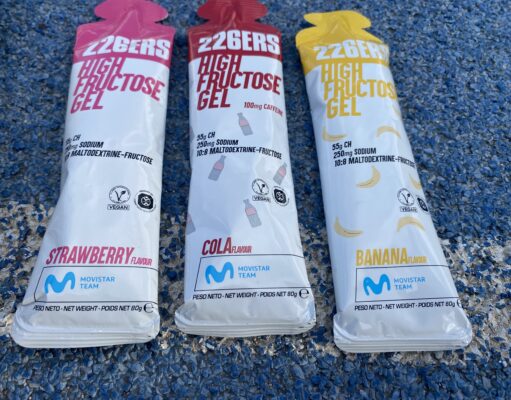 226ERS
HIGH
FRUCTOSE
GEL
55g CH
250mg SODIUM
10:8 MALTODEXTRINE-FRUCTOSE
VEGAN
STRAWBERRY FLAVOUR
MOVISTAR
TEAM
PESO NETO - NET WEIGHT - POIDS NET 80g e
226ERS
HIGH
FRUCTOSE
GEL
100mg CAFFEINE
55g CH
250mg SODIUM
10:8 MALTODEXTRINE-FRUCTOSE
VEGAN
COLA FLAVOUR
MOVISTAR
TEAM
PESO NETO - NET WEIGHT - POIDS NET 80g e
226ERS
HIGH
FRUCTOSE
GEL
55g CH
250mg SODIUM
10:8 MALTODEXTRINE-FRUCTOSE
VEGAN
BANANA FLAVOUR
MOVISTAR
TEAM
PESO NETO - NET WEIGHT - POIDS NET 80g e